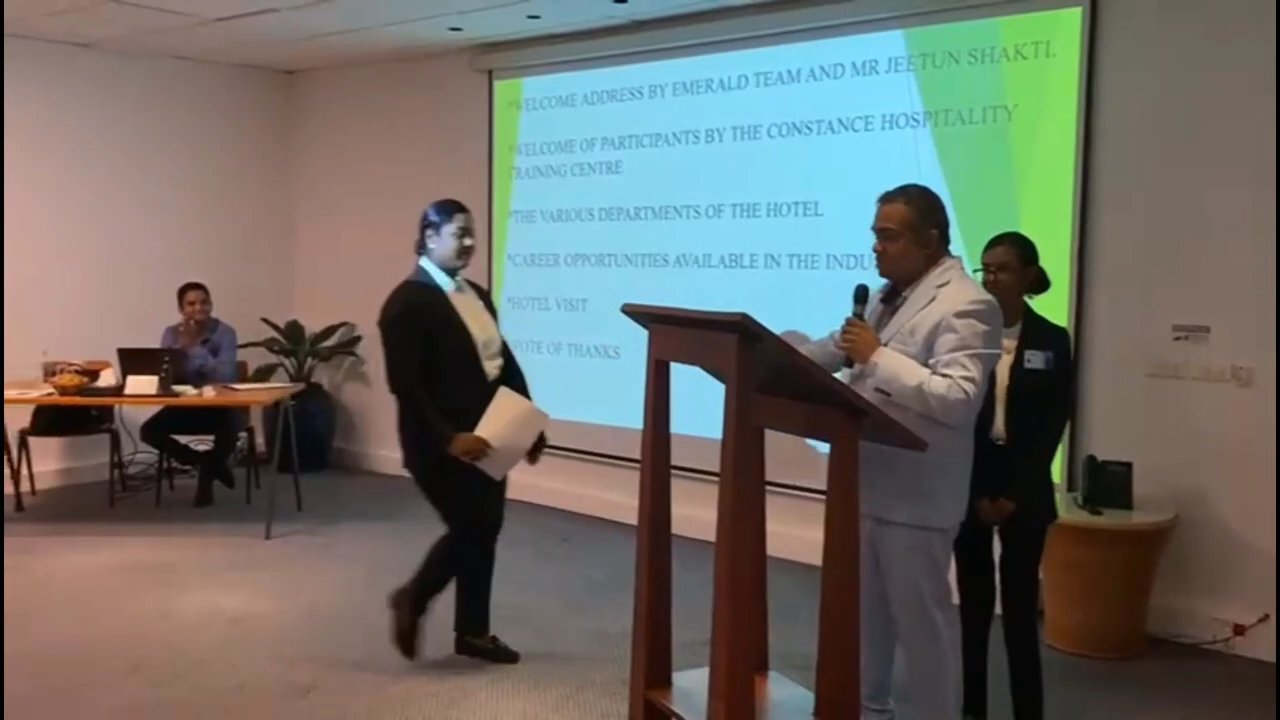 *WELCOME ADDRESS BY EMERALD TEAM AND MR JEETUN SHAKTI.
*WELCOME OF PARTICIPANTS BY THE CONSTANCE HOSPITALITY
TRAINING CENTRE
*THE VARIOUS DEPARTMENTS OF THE HOTEL
*CAREER OPPORTUNITIES AVAILABLE IN THE INDU
*HOTEL VISIT
*VOTE OF THANKS